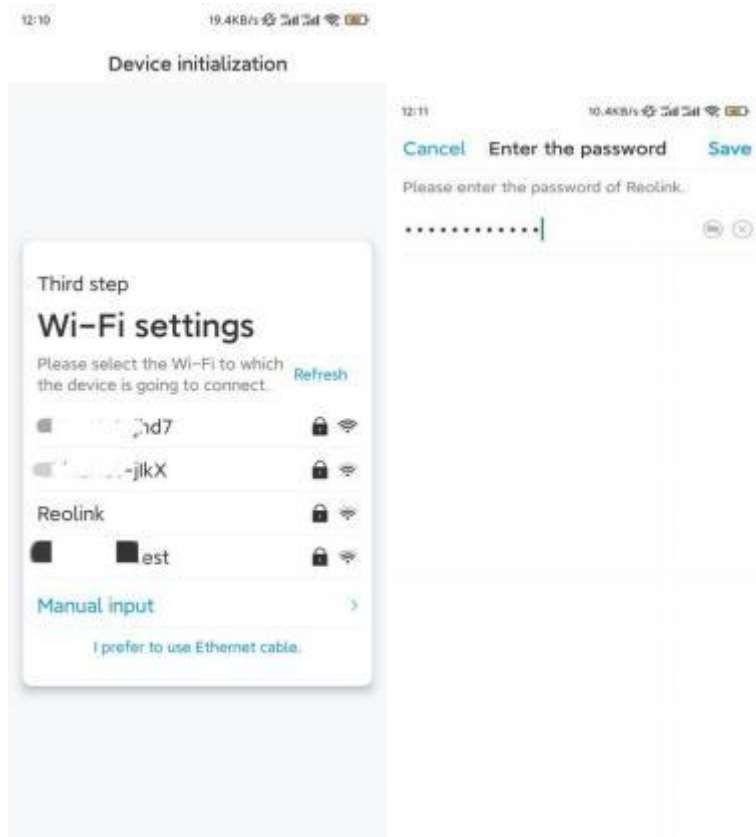 12:10
19.4KB/s
Device initialization
Third step
Wi-Fi settings
Please select the Wi-Fi to which
the device is going to connect.
Refresh
hd7
-jlkX
Reolink
est
Manual input
I prefer to use Ethernet cable.
12:11
10.4KB/s
Cancel Enter the password Save
Please enter the password of Reolink.